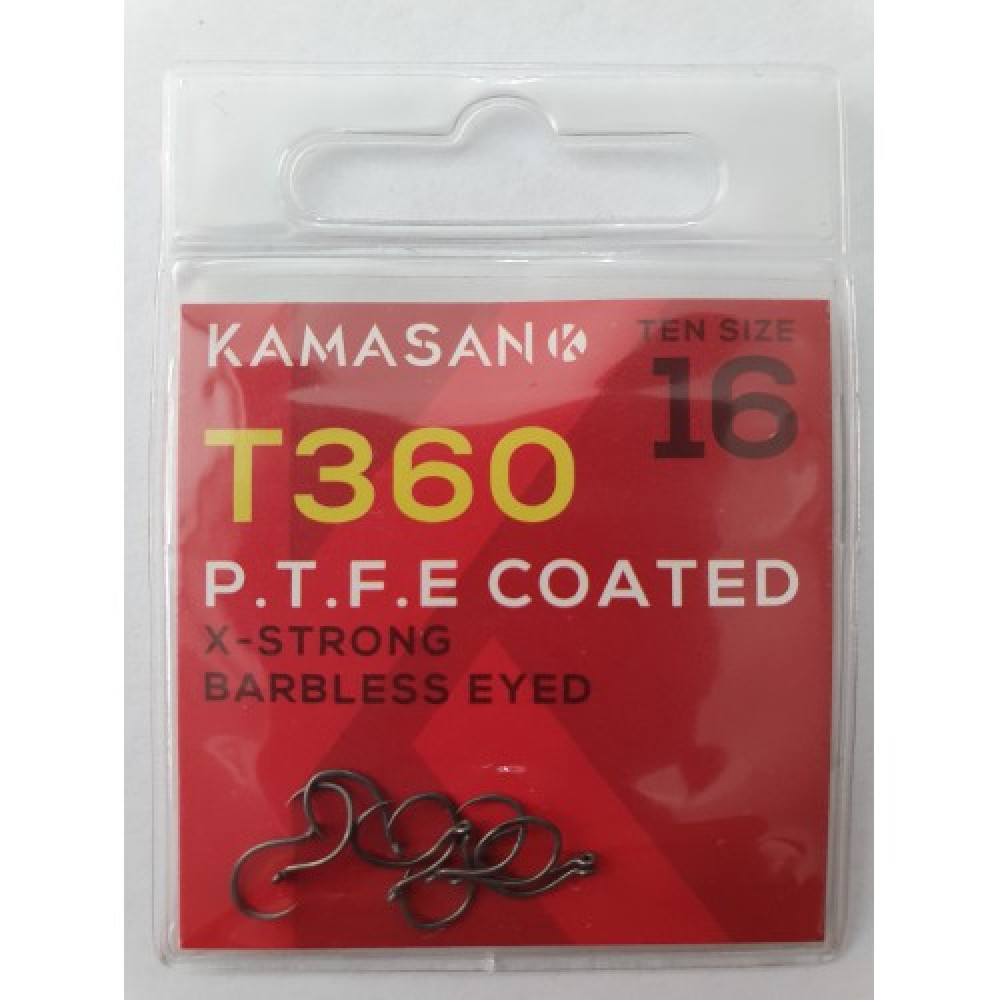 KAMASAN K
TEN SIZE
16
T360
P.T.F.E COATED
X-STRONG
BARBLESS EYED